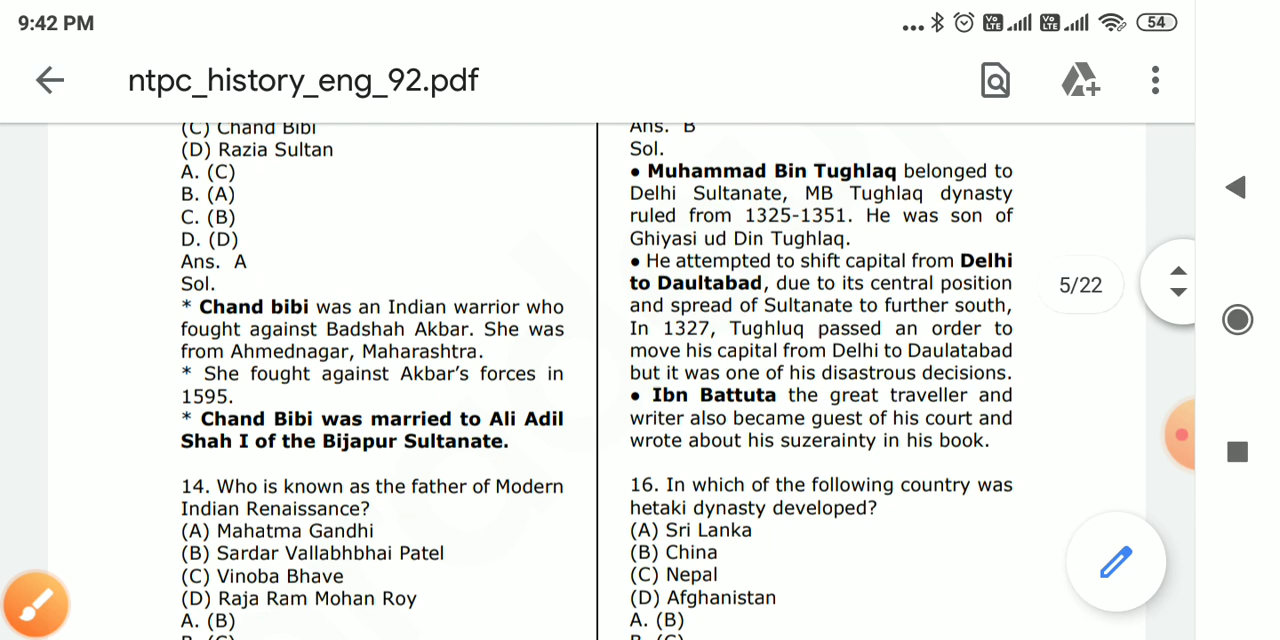 9:42 PM
Vo LTE Vo LTE 54
ntpc_history_eng_92.pdf
(C) Chand Bibi
(D) Razia Sultan
A. (C)
B. (A)
C. (B)
D. (D)
Ans. A
Sol.
* Chand bibi was an Indian warrior who
fought against Badshah Akbar. She was
from Ahmednagar, Maharashtra.
* She fought against Akbar's forces in
1595.
* Chand Bibi was married to Ali Adil
Shah I of the Bijapur Sultanate.
14. Who is known as the father of Modern
Indian Renaissance?
(A) Mahatma Gandhi
(B) Sardar Vallabhbhai Patel
(C) Vinoba Bhave
(D) Raja Ram Mohan Roy
A. (B)
B. (C)
Ans. B
Sol.
• Muhammad Bin Tughlaq belonged to
Delhi Sultanate, MB Tughlaq dynasty
ruled from 1325-1351. He was son of
Ghiyasi ud Din Tughlaq.
• He attempted to shift capital from Delhi
to Daultabad, due to its central position
and spread of Sultanate to further south,
In 1327, Tughluq passed an order to
move his capital from Delhi to Daulatabad
but it was one of his disastrous decisions.
• Ibn Battuta the great traveller and
writer also became guest of his court and
wrote about his suzerainty in his book.
16. In which of the following country was
hetaki dynasty developed?
(A) Sri Lanka
(B) China
(C) Nepal
(D) Afghanistan
A. (B)
B. (C)
5/22